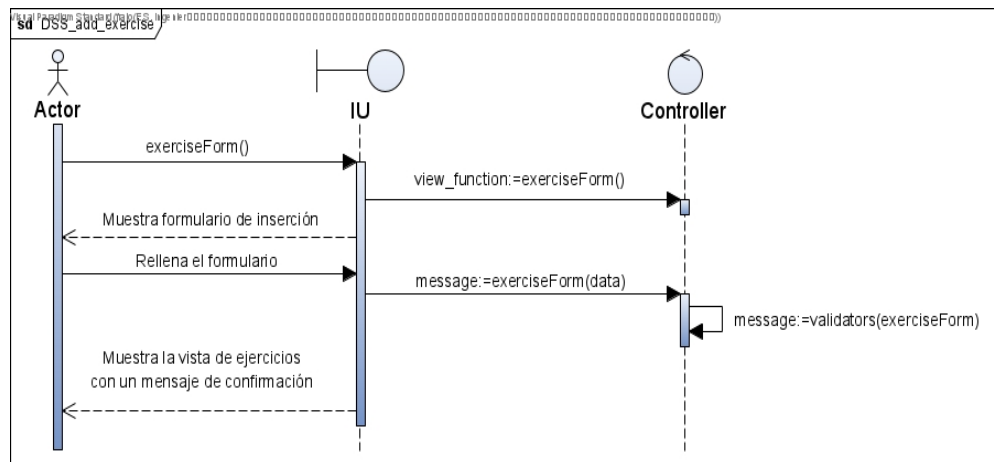 sd DSS_add_exercise
Actor
IU
Controller
exerciseForm()
view_function:=exerciseForm()
Muestra formulario de inserción
Rellena el formulario
message:=exerciseForm(data)
message:=validators(exerciseForm)
Muestra la vista de ejercicios
con un mensaje de confirmación